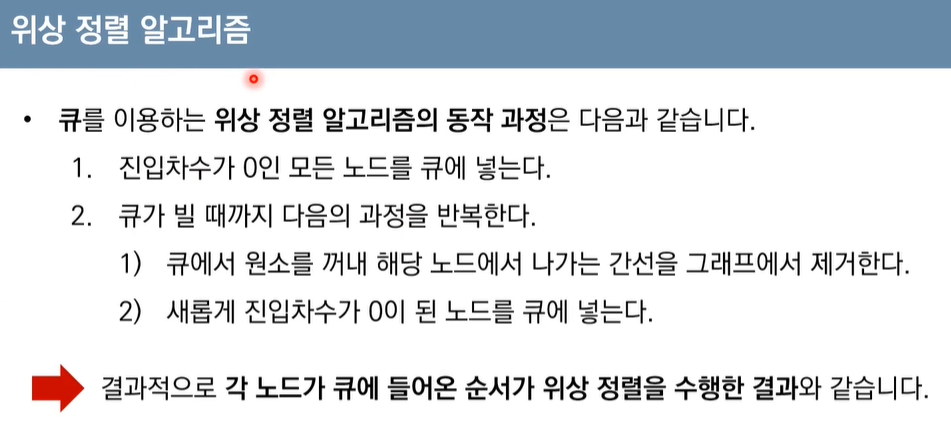 위상 정렬 알고리즘
• 큐를 이용하는 위상 정렬 알고리즘의 동작 과정은 다음과 같습니다.
1. 진입차수가 0인 모든 노드를 큐에 넣는다.
2. 큐가 빌 때까지 다음의 과정을 반복한다.
1) 큐에서 원소를 꺼내 해당 노드에서 나가는 간선을 그래프에서 제거한다.
2) 새롭게 진입차수가 0이 된 노드를 큐에 넣는다.
결과적으로 각 노드가 큐에 들어온 순서가 위상 정렬을 수행한 결과와 같습니다.